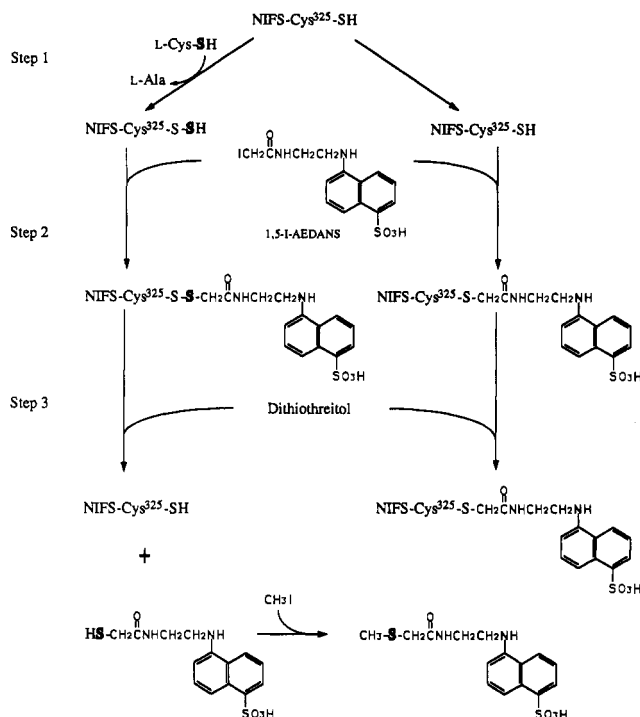 NIFS-Cys³²⁵-SH
Step 1
L-Cys-SH
L-Ala
NIFS-Cys³²⁵-S-SH
NIFS-Cys³²⁵-SH
O
ICH₂CNHCH₂CH₂NH
SO₃H
1,5-I-AEDANS
Step 2
O
NIFS-Cys³²⁵-S-S-CH₂CNHCH₂CH₂NH
SO₃H
O
NIFS-Cys³²⁵-S-CH₂CNHCH₂CH₂NH
SO₃H
Step 3
Dithiothreitol
NIFS-Cys³²⁵-SH
+
O
NIFS-Cys³²⁵-S-CH₂CNHCH₂CH₂NH
SO₃H
O
HS-CH₂CNHCH₂CH₂NH
SO₃H
CH₃I
O
CH₃-S-CH₂CNHCH₂CH₂NH
SO₃H